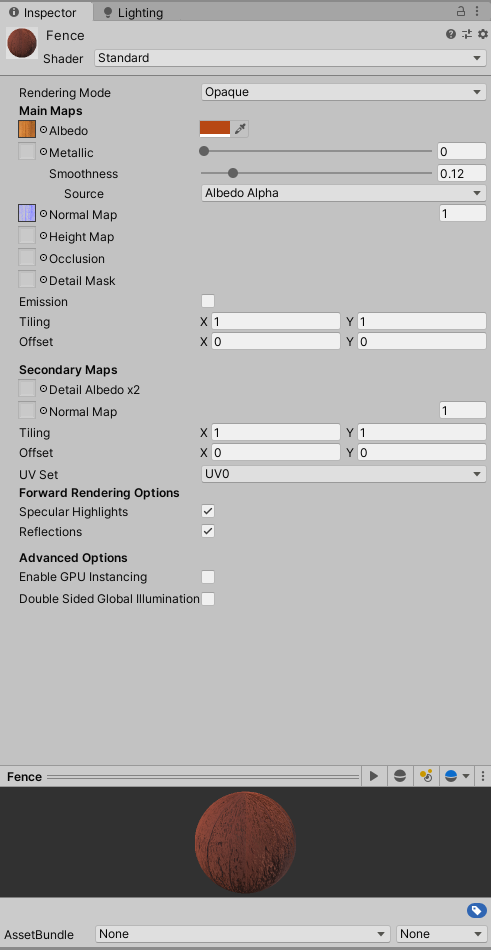 Inspector Lighting
Fence
Shader Standard
Rendering Mode Opaque
Main Maps
Albedo
Metallic 0
Smoothness 0.12
Source Albedo Alpha
Normal Map 1
Height Map
Occlusion
Detail Mask
Emission
Tiling X 1 Y 1
Offset X 0 Y 0
Secondary Maps
Detail Albedo x2
Normal Map 1
Tiling X 1 Y 1
Offset X 0 Y 0
UV Set UV0
Forward Rendering Options
Specular Highlights
Reflections
Advanced Options
Enable GPU Instancing
Double Sided Global Illumination
Fence
AssetBundle None None